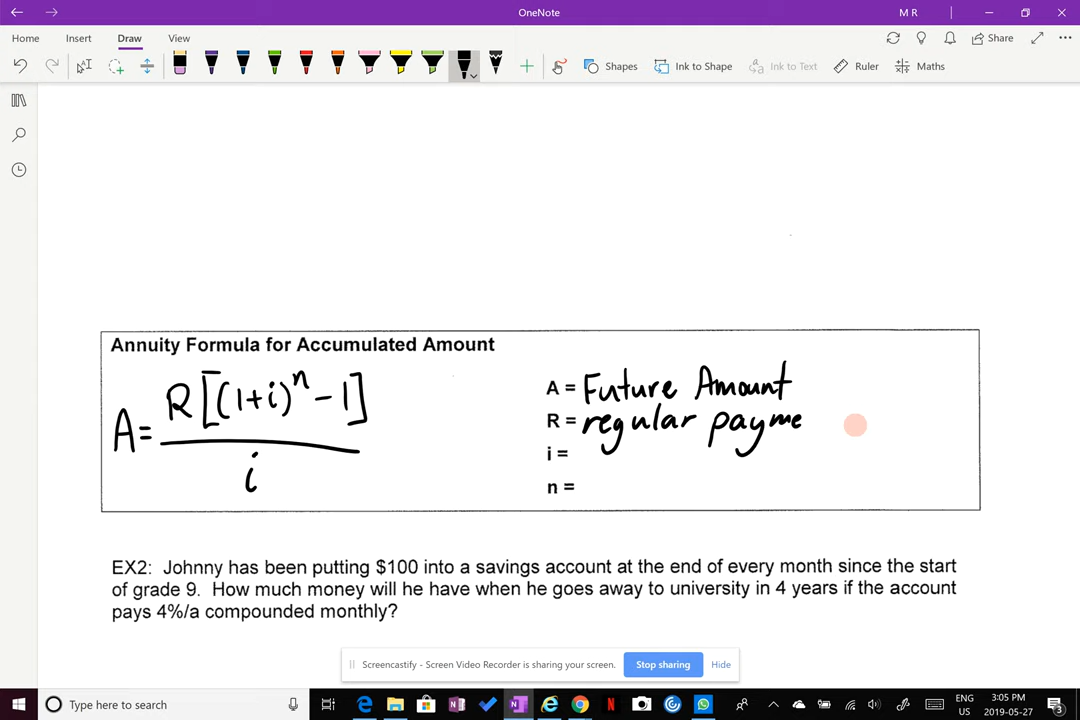 OneNote
M R
Home Insert Draw View
Share
Shapes Ink to Shape Ink to Text Ruler Maths
Annuity Formula for Accumulated Amount
A = R[(1+i)^n - 1]
i
A = Future Amount
R = regular payme
i =
n =
EX2: Johnny has been putting $100 into a savings account at the end of every month since the start
of grade 9. How much money will he have when he goes away to university in 4 years if the account
pays 4%/a compounded monthly?
Screencastify - Screen Video Recorder is sharing your screen. Stop sharing Hide
Type here to search
ENG
US
3:05 PM
2019-05-27
3